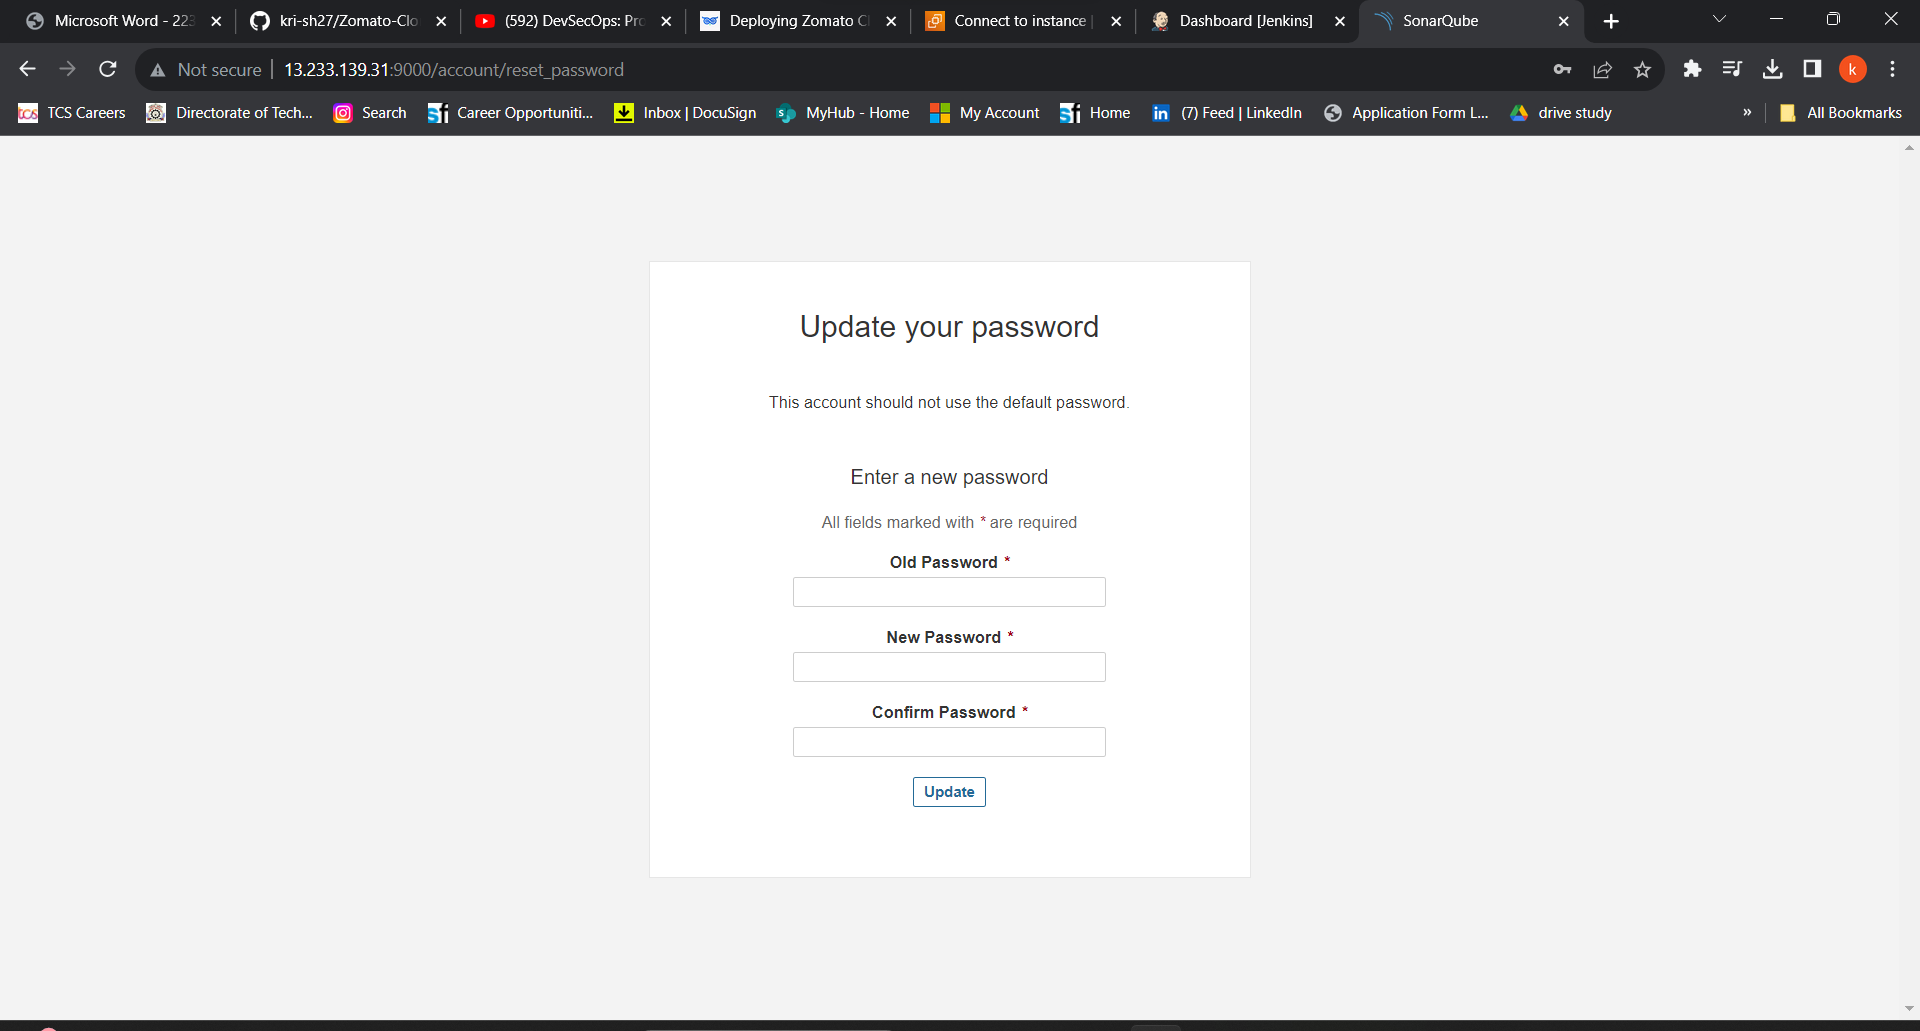 Microsoft Word - 223
kri-sh27/Zomato-Clo
(592) DevSecOps: Pro
Deploying Zomato Cl
Connect to instance |
Dashboard [Jenkins]
SonarQube
Not secure
13.233.139.31:9000/account/reset_password
k
tcs TCS Careers
Directorate of Tech...
Search
Career Opportuniti...
Inbox | DocuSign
MyHub - Home
My Account
Home
(7) Feed | LinkedIn
Application Form L...
drive study
»
All Bookmarks
Update your password
This account should not use the default password.
Enter a new password
All fields marked with * are required
Old Password *
New Password *
Confirm Password *
Update